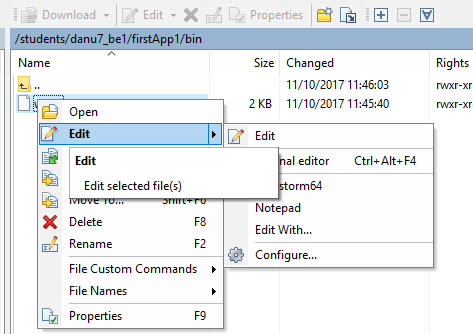 Download Edit Properties
/students/danu7_be1/firstApp1/bin
Name Size Changed Rights
.. 11/10/2017 11:46:03 rwxr-xr
2 KB 11/10/2017 11:45:40 rwxr-xr
Open
Edit
Edit
Edit selected file(s)
Move To... Shift+F6
Delete F8
Rename F2
File Custom Commands
File Names
Properties F9
Edit
nal editor Ctrl+Alt+F4
storm64
Notepad
Edit With...
Configure...